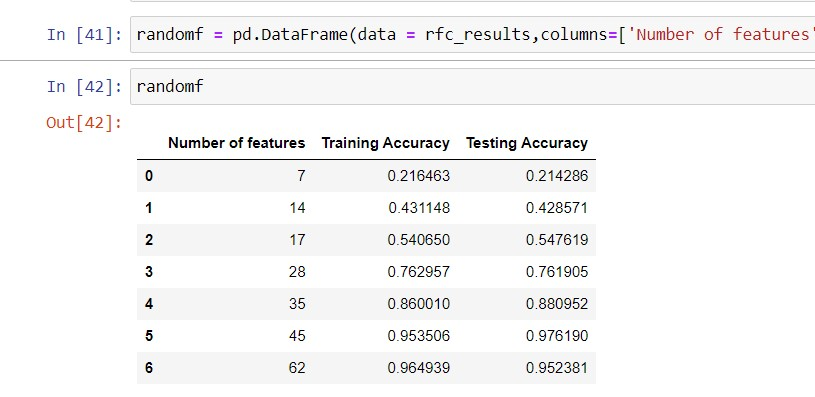 In [41]: randomf = pd.DataFrame(data = rfc_results,columns=['Number of features'
In [42]: randomf
Out[42]:
Number of features Training Accuracy Testing Accuracy
0 7 0.216463 0.214286
1 14 0.431148 0.428571
2 17 0.540650 0.547619
3 28 0.762957 0.761905
4 35 0.860010 0.880952
5 45 0.953506 0.976190
6 62 0.964939 0.952381